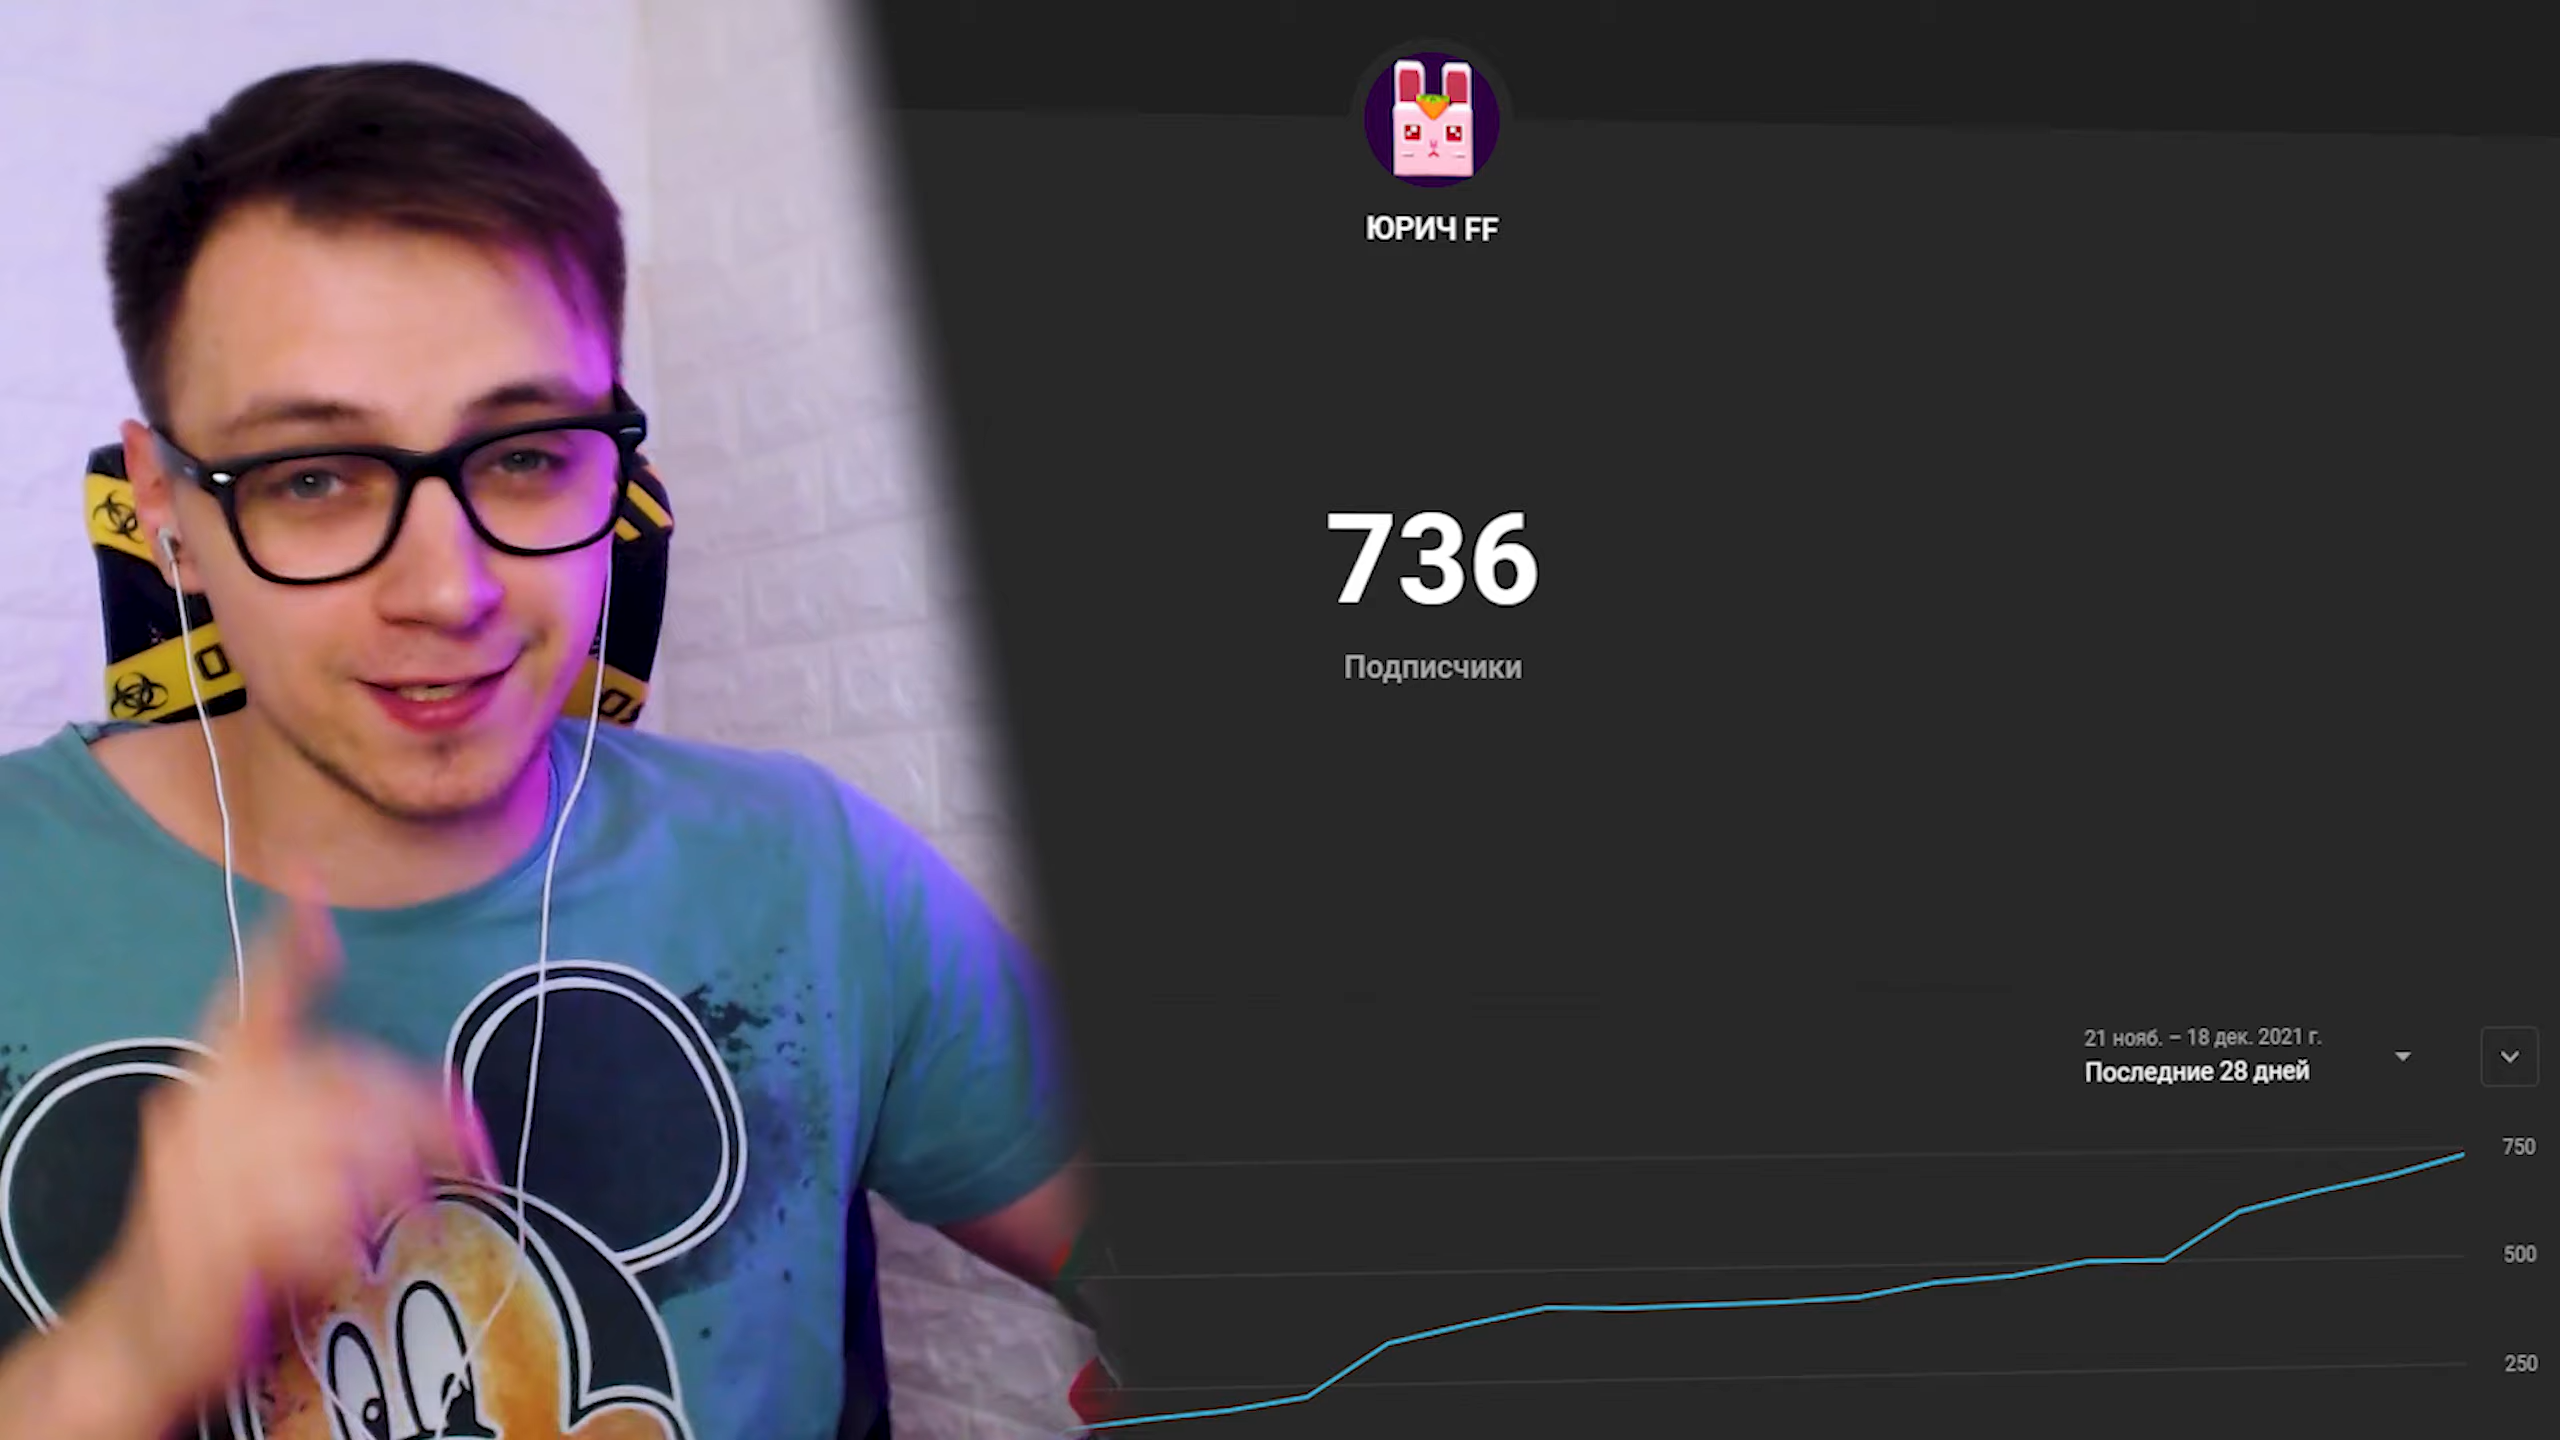 ЮРИЧ FF
736
Подписчики
21 нояб. – 18 дек. 2021 г.
Последние 28 дней
750
500
250